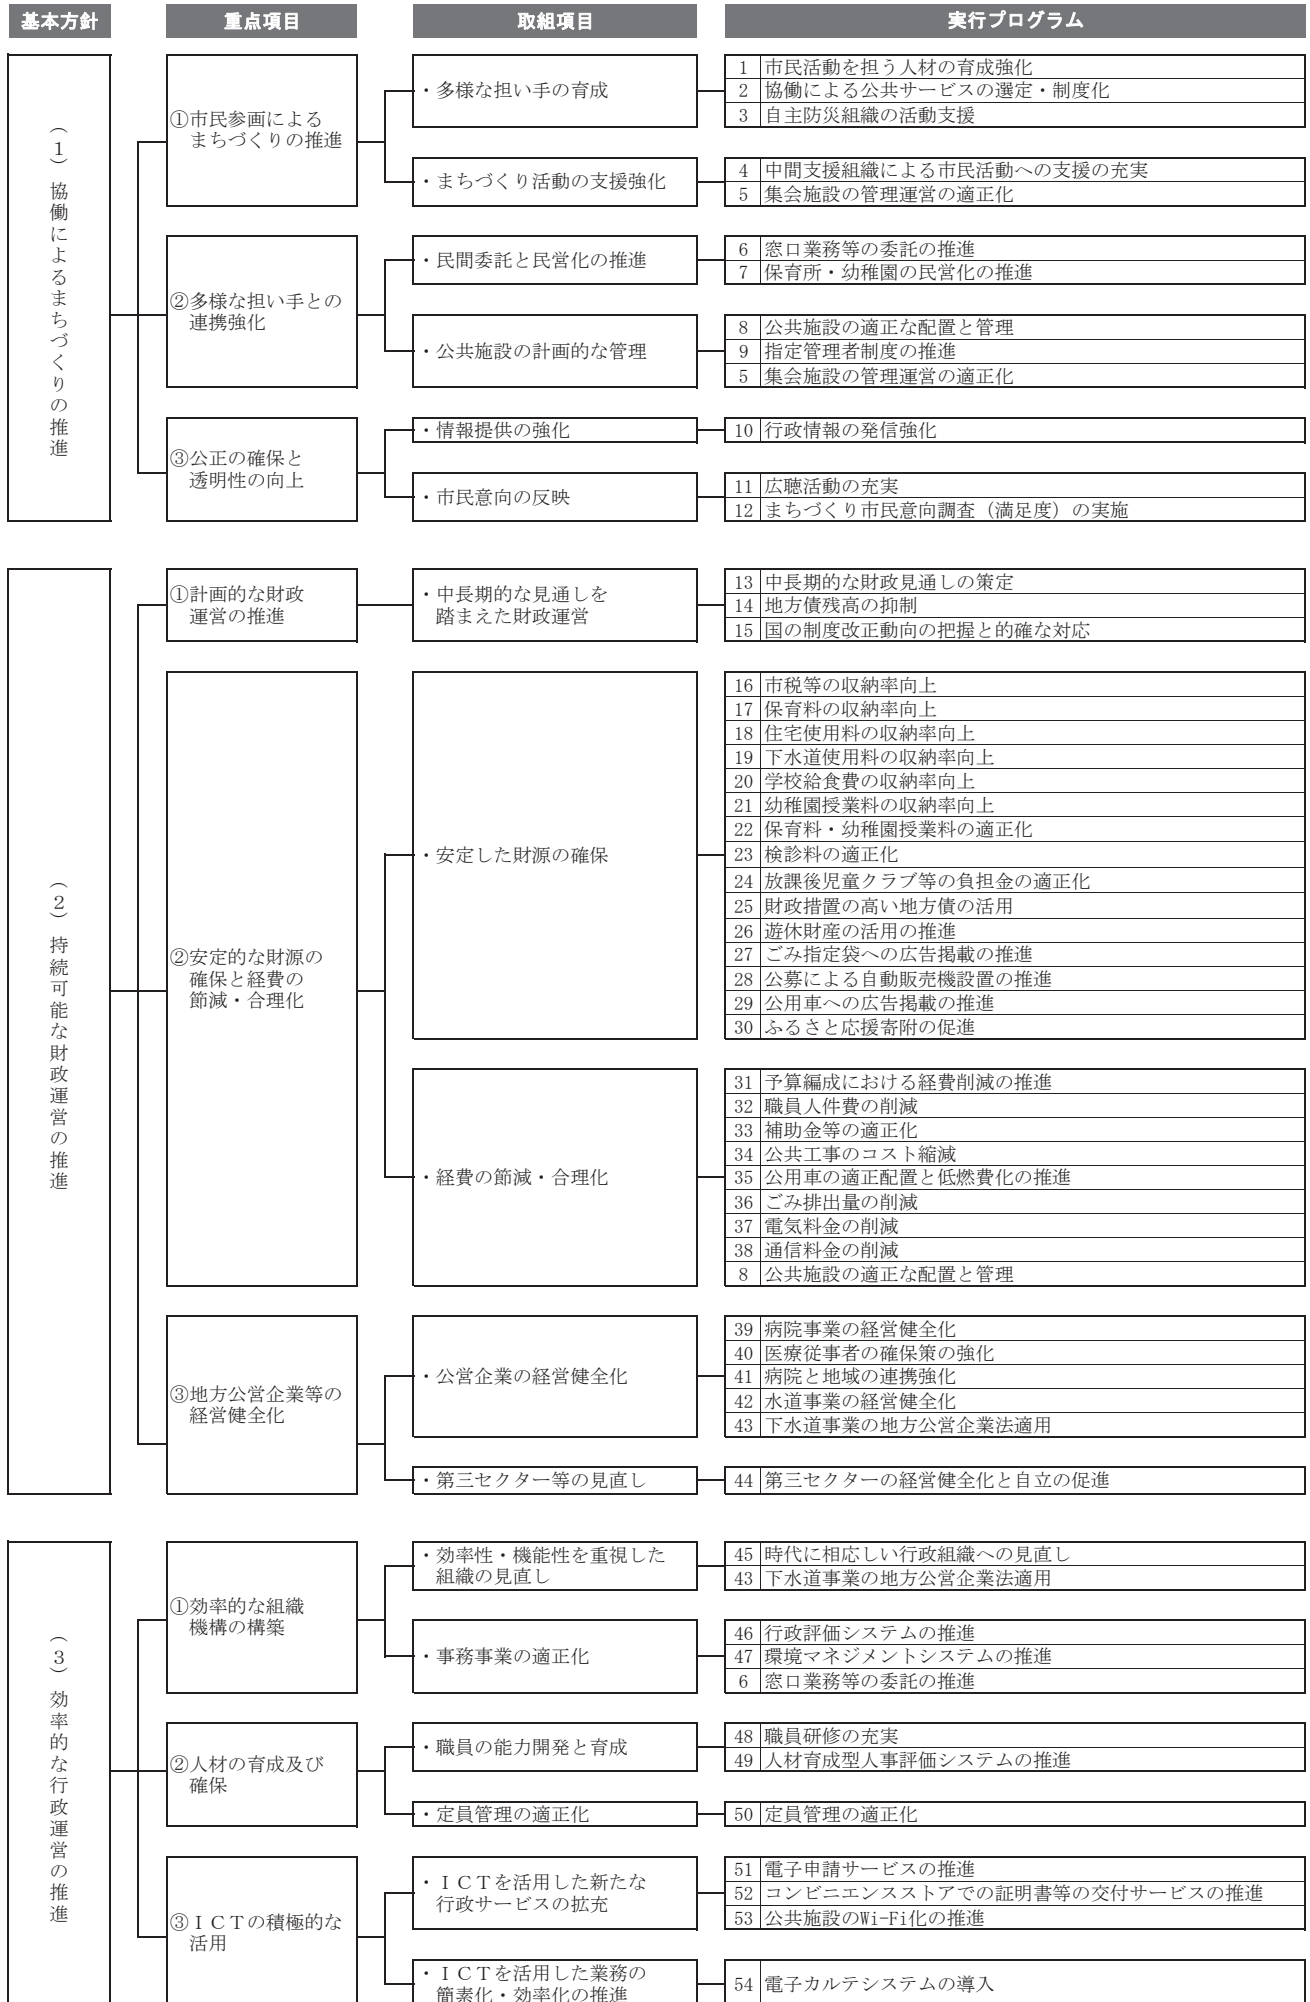 基本方針
重点項目
取組項目
実行プログラム
(1) 協働によるまちづくりの推進
①市民参画による
まちづくりの推進
・多様な担い手の育成
1 市民活動を担う人材の育成強化
2 協働による公共サービスの選定・制度化
3 自主防災組織の活動支援
・まちづくり活動の支援強化
4 中間支援組織による市民活動への支援の充実
5 集会施設の管理運営の適正化
②多様な担い手との
連携強化
・民間委託と民営化の推進
6 窓口業務等の委託の推進
7 保育所・幼稚園の民営化の推進
・公共施設の計画的な管理
8 公共施設の適正な配置と管理
9 指定管理者制度の推進
5 集会施設の管理運営の適正化
③公正の確保と
透明性の向上
・情報提供の強化
10 行政情報の発信強化
・市民意向の反映
11 広聴活動の充実
12 まちづくり市民意向調査（満足度）の実施
(2) 持続可能な財政運営の推進
①計画的な財政
運営の推進
・中長期的な見通しを
踏まえた財政運営
13 中長期的な財政見通しの策定
14 地方債残高の抑制
15 国の制度改正動向の把握と的確な対応
②安定的な財源の
確保と経費の
節減・合理化
・安定した財源の確保
16 市税等の収納率向上
17 保育料の収納率向上
18 住宅使用料の収納率向上
19 下水道使用料の収納率向上
20 学校給食費の収納率向上
21 幼稚園授業料の収納率向上
22 保育料・幼稚園授業料の適正化
23 検診料の適正化
24 放課後児童クラブ等の負担金の適正化
25 財政措置の高い地方債の活用
26 遊休財産の活用の推進
27 ごみ指定袋への広告掲載の推進
28 公募による自動販売機設置の推進
29 公用車への広告掲載の推進
30 ふるさと応援寄附の促進
・経費の節減・合理化
31 予算編成における経費削減の推進
32 職員人件費の削減
33 補助金等の適正化
34 公共工事のコスト縮減
35 公用車の適正配置と低燃費化の推進
36 ごみ排出量の削減
37 電気料金の削減
38 通信料金の削減
8 公共施設の適正な配置と管理
③地方公営企業等の
経営健全化
・公営企業の経営健全化
39 病院事業の経営健全化
40 医療従事者の確保策の強化
41 病院と地域の連携強化
42 水道事業の経営健全化
43 下水道事業の地方公営企業法適用
・第三セクター等の見直し
44 第三セクターの経営健全化と自立の促進
(3) 効率的な行政運営の推進
①効率的な組織
機構の構築
・効率性・機能性を重視した
組織の見直し
45 時代に相応しい行政組織への見直し
43 下水道事業の地方公営企業法適用
・事務事業の適正化
46 行政評価システムの推進
47 環境マネジメントシステムの推進
6 窓口業務等の委託の推進
②人材の育成及び
確保
・職員の能力開発と育成
48 職員研修の充実
49 人材育成型人事評価システムの推進
・定員管理の適正化
50 定員管理の適正化
③ＩＣＴの積極的な
活用
・ＩＣＴを活用した新たな
行政サービスの拡充
51 電子申請サービスの推進
52 コンビニエンスストアでの証明書等の交付サービスの推進
53 公共施設のWi-Fi化の推進
・ＩＣＴを活用した業務の
簡素化・効率化の推進
54 電子カルテシステムの導入